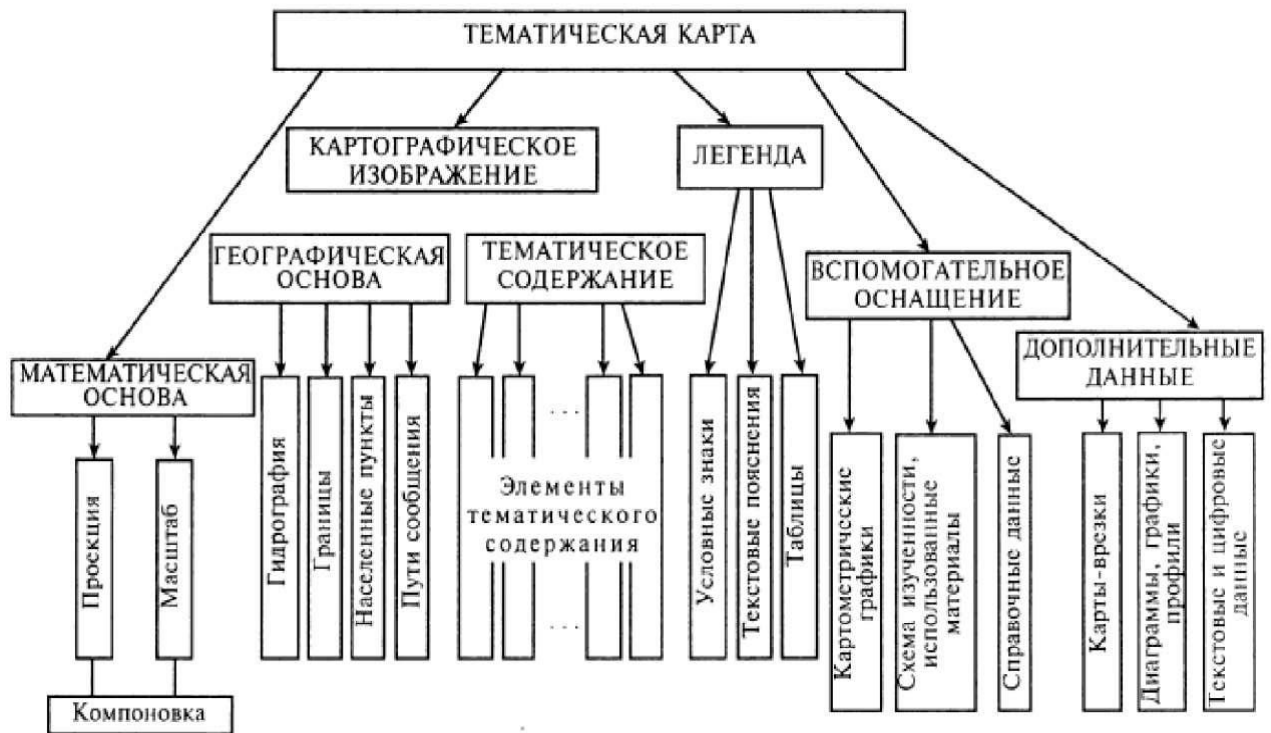 ТЕМАТИЧЕСКАЯ КАРТА
КАРТОГРАФИЧЕСКОЕ
ИЗОБРАЖЕНИЕ
ЛЕГЕНДА
ГЕОГРАФИЧЕСКАЯ
ОСНОВА
ТЕМАТИЧЕСКОЕ
СОДЕРЖАНИЕ
ВСПОМОГАТЕЛЬНОЕ
ОСНАЩЕНИЕ
ДОПОЛНИТЕЛЬНЫЕ
ДАННЫЕ
МАТЕМАТИЧЕСКАЯ
ОСНОВА
Проекция
Масштаб
Компоновка
Гидрография
Границы
Населенные пункты
Пути сообщения
...
Элементы
тематического
содержания
...
Условные знаки
Текстовые пояснения
Таблицы
Картометрические
графики
Схема изученности,
использованные
материалы
Справочные данные
Карты-врезки
Диаграммы, графики,
профили
Текстовые и цифровые
данные